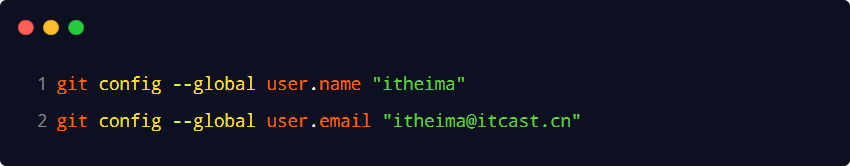 1 git config --global user.name "itheima"
2 git config --global user.email "itheima@itcast.cn"